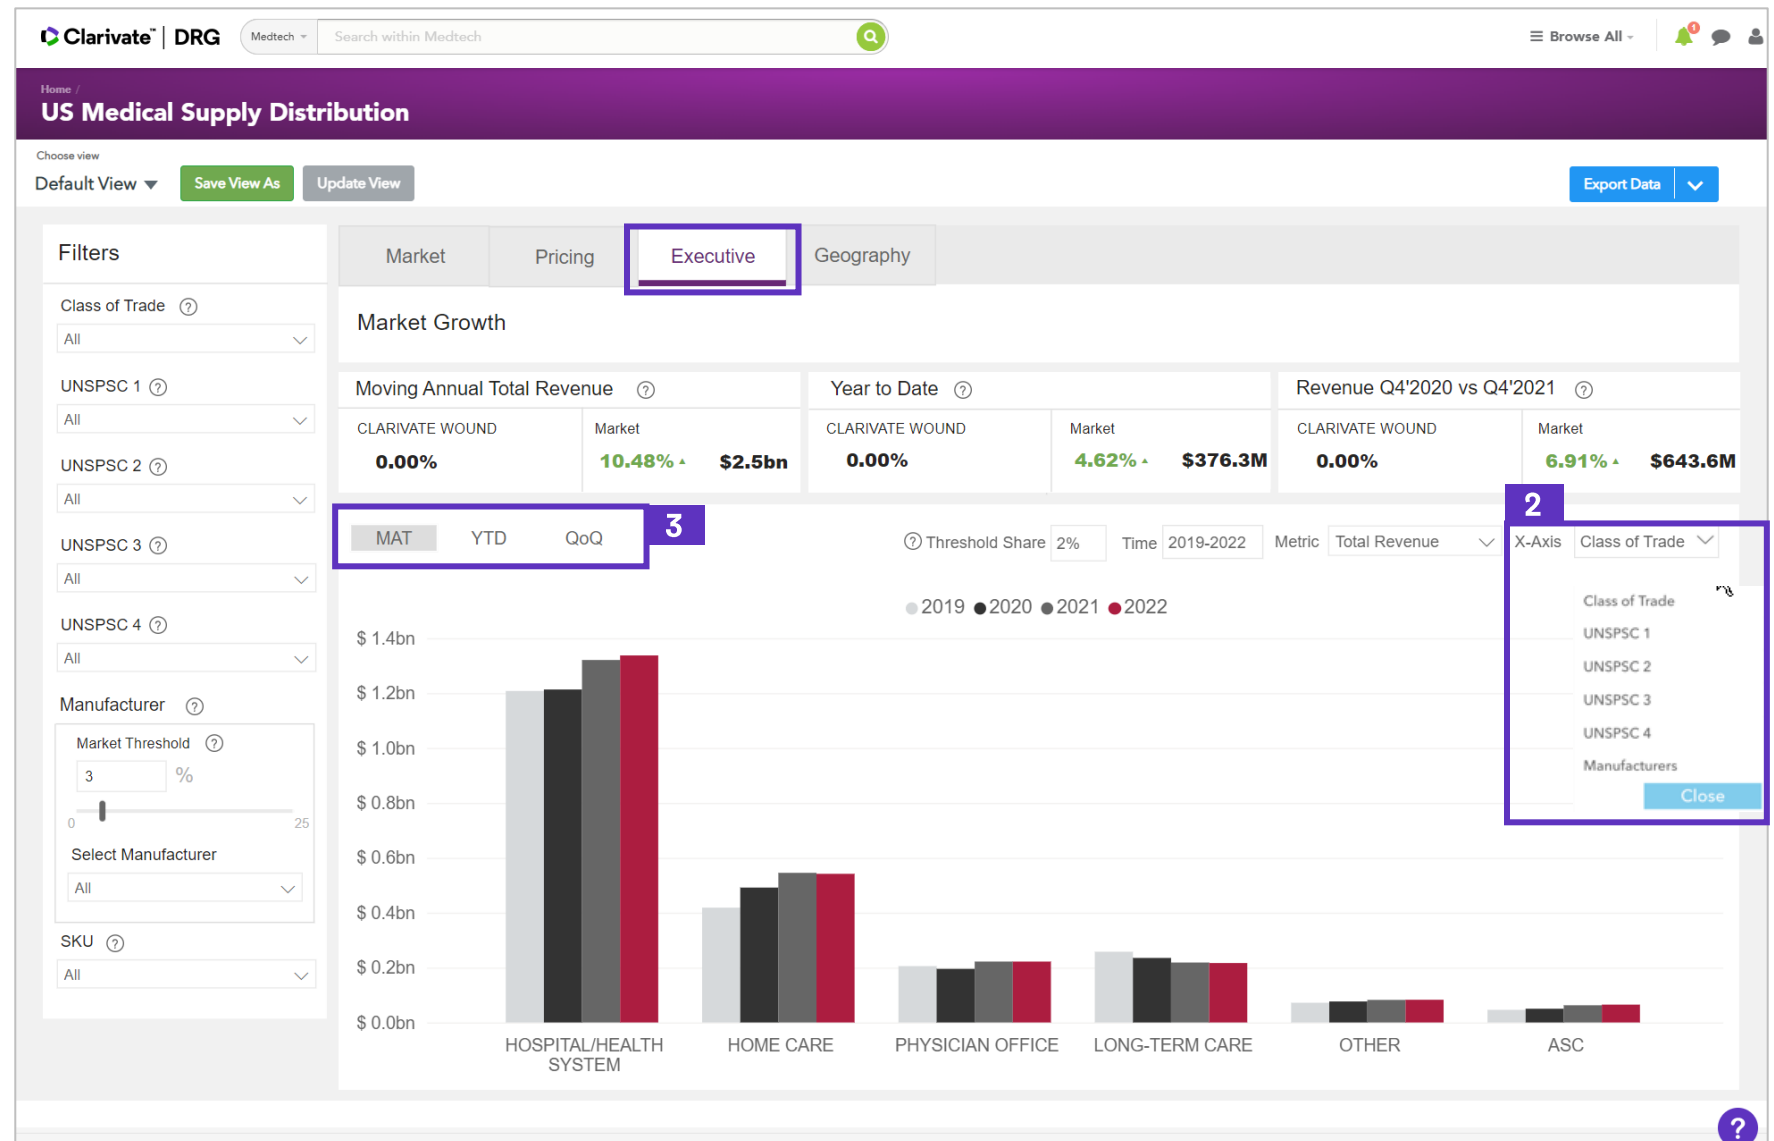 Clarivate™ | DRG
Medtech
Search within Medtech
Browse All
1
Home /
US Medical Supply Distribution
Choose view
Default View
Save View As
Update View
Export Data
Filters
Market
Pricing
Executive
Geography
Class of Trade ?
All
UNSPSC 1 ?
All
UNSPSC 2 ?
All
UNSPSC 3 ?
All
UNSPSC 4 ?
All
Manufacturer ?
Market Threshold ?
3 %
0 25
Select Manufacturer
All
SKU ?
All
Market Growth
Moving Annual Total Revenue ?
CLARIVATE WOUND Market
0.00% 10.48% $2.5bn
Year to Date ?
CLARIVATE WOUND Market
0.00% 4.62% $376.3M
Revenue Q4'2020 vs Q4'2021 ?
CLARIVATE WOUND Market
0.00% 6.91% $643.6M
MAT YTD QoQ
3
2
? Threshold Share 2% Time 2019-2022 Metric Total Revenue X-Axis Class of Trade
Class of Trade
UNSPSC 1
UNSPSC 2
UNSPSC 3
UNSPSC 4
Manufacturers
Close
2019 2020 2021 2022
$ 1.4bn
$ 1.2bn
$ 1.0bn
$ 0.8bn
$ 0.6bn
$ 0.4bn
$ 0.2bn
$ 0.0bn
HOSPITAL/HEALTH
SYSTEM
HOME CARE
PHYSICIAN OFFICE
LONG-TERM CARE
OTHER
ASC
?